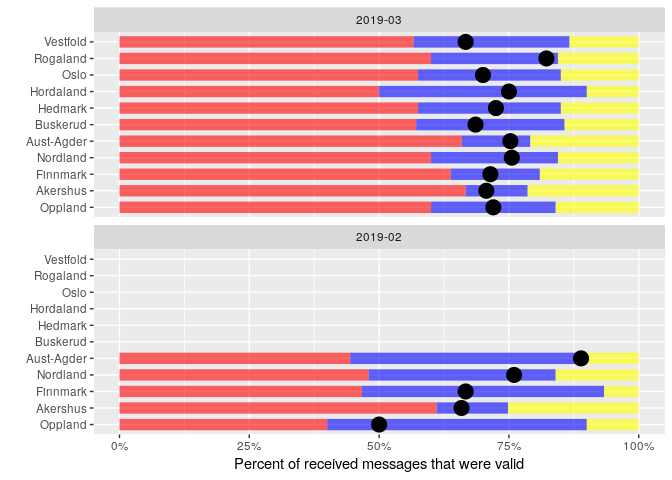 2019-03
Vestfold
Rogaland
Oslo
Hordaland
Hedmark
Buskerud
Aust-Agder
Nordland
FInnmark
Akershus
Oppland
2019-02
Vestfold
Rogaland
Oslo
Hordaland
Hedmark
Buskerud
Aust-Agder
Nordland
FInnmark
Akershus
Oppland
0% 25% 50% 75% 100%
Percent of received messages that were valid